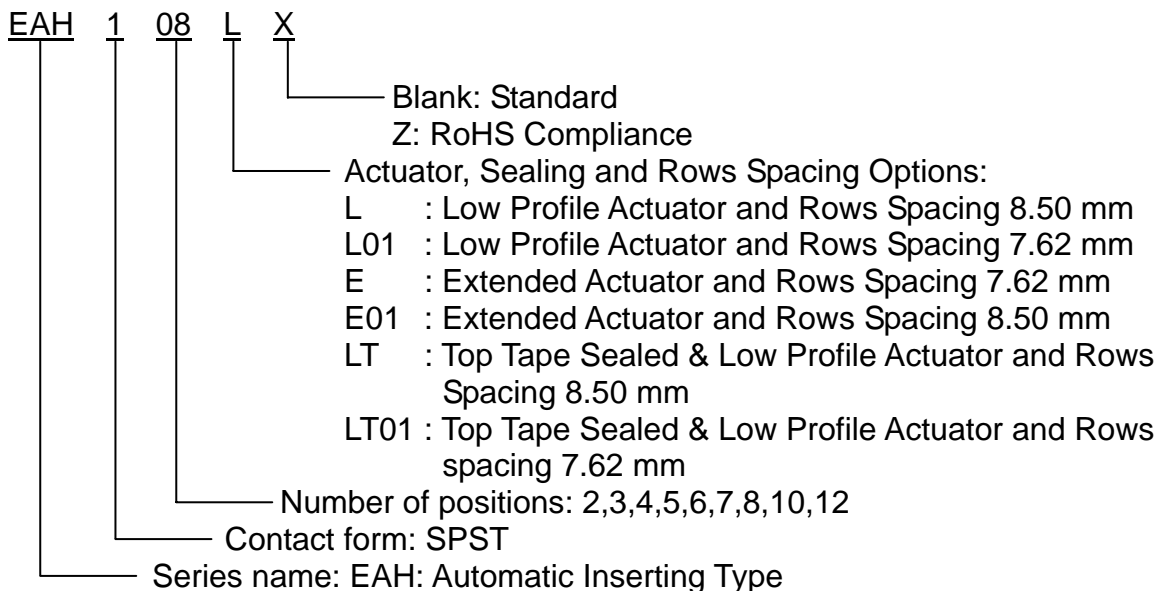 EAH 1 08 L X
Blank: Standard
Z: RoHS Compliance
Actuator, Sealing and Rows Spacing Options:
L : Low Profile Actuator and Rows Spacing 8.50 mm
L01 : Low Profile Actuator and Rows Spacing 7.62 mm
E : Extended Actuator and Rows Spacing 7.62 mm
E01 : Extended Actuator and Rows Spacing 8.50 mm
LT : Top Tape Sealed & Low Profile Actuator and Rows
Spacing 8.50 mm
LT01 : Top Tape Sealed & Low Profile Actuator and Rows
spacing 7.62 mm
Number of positions: 2,3,4,5,6,7,8,10,12
Contact form: SPST
Series name: EAH: Automatic Inserting Type